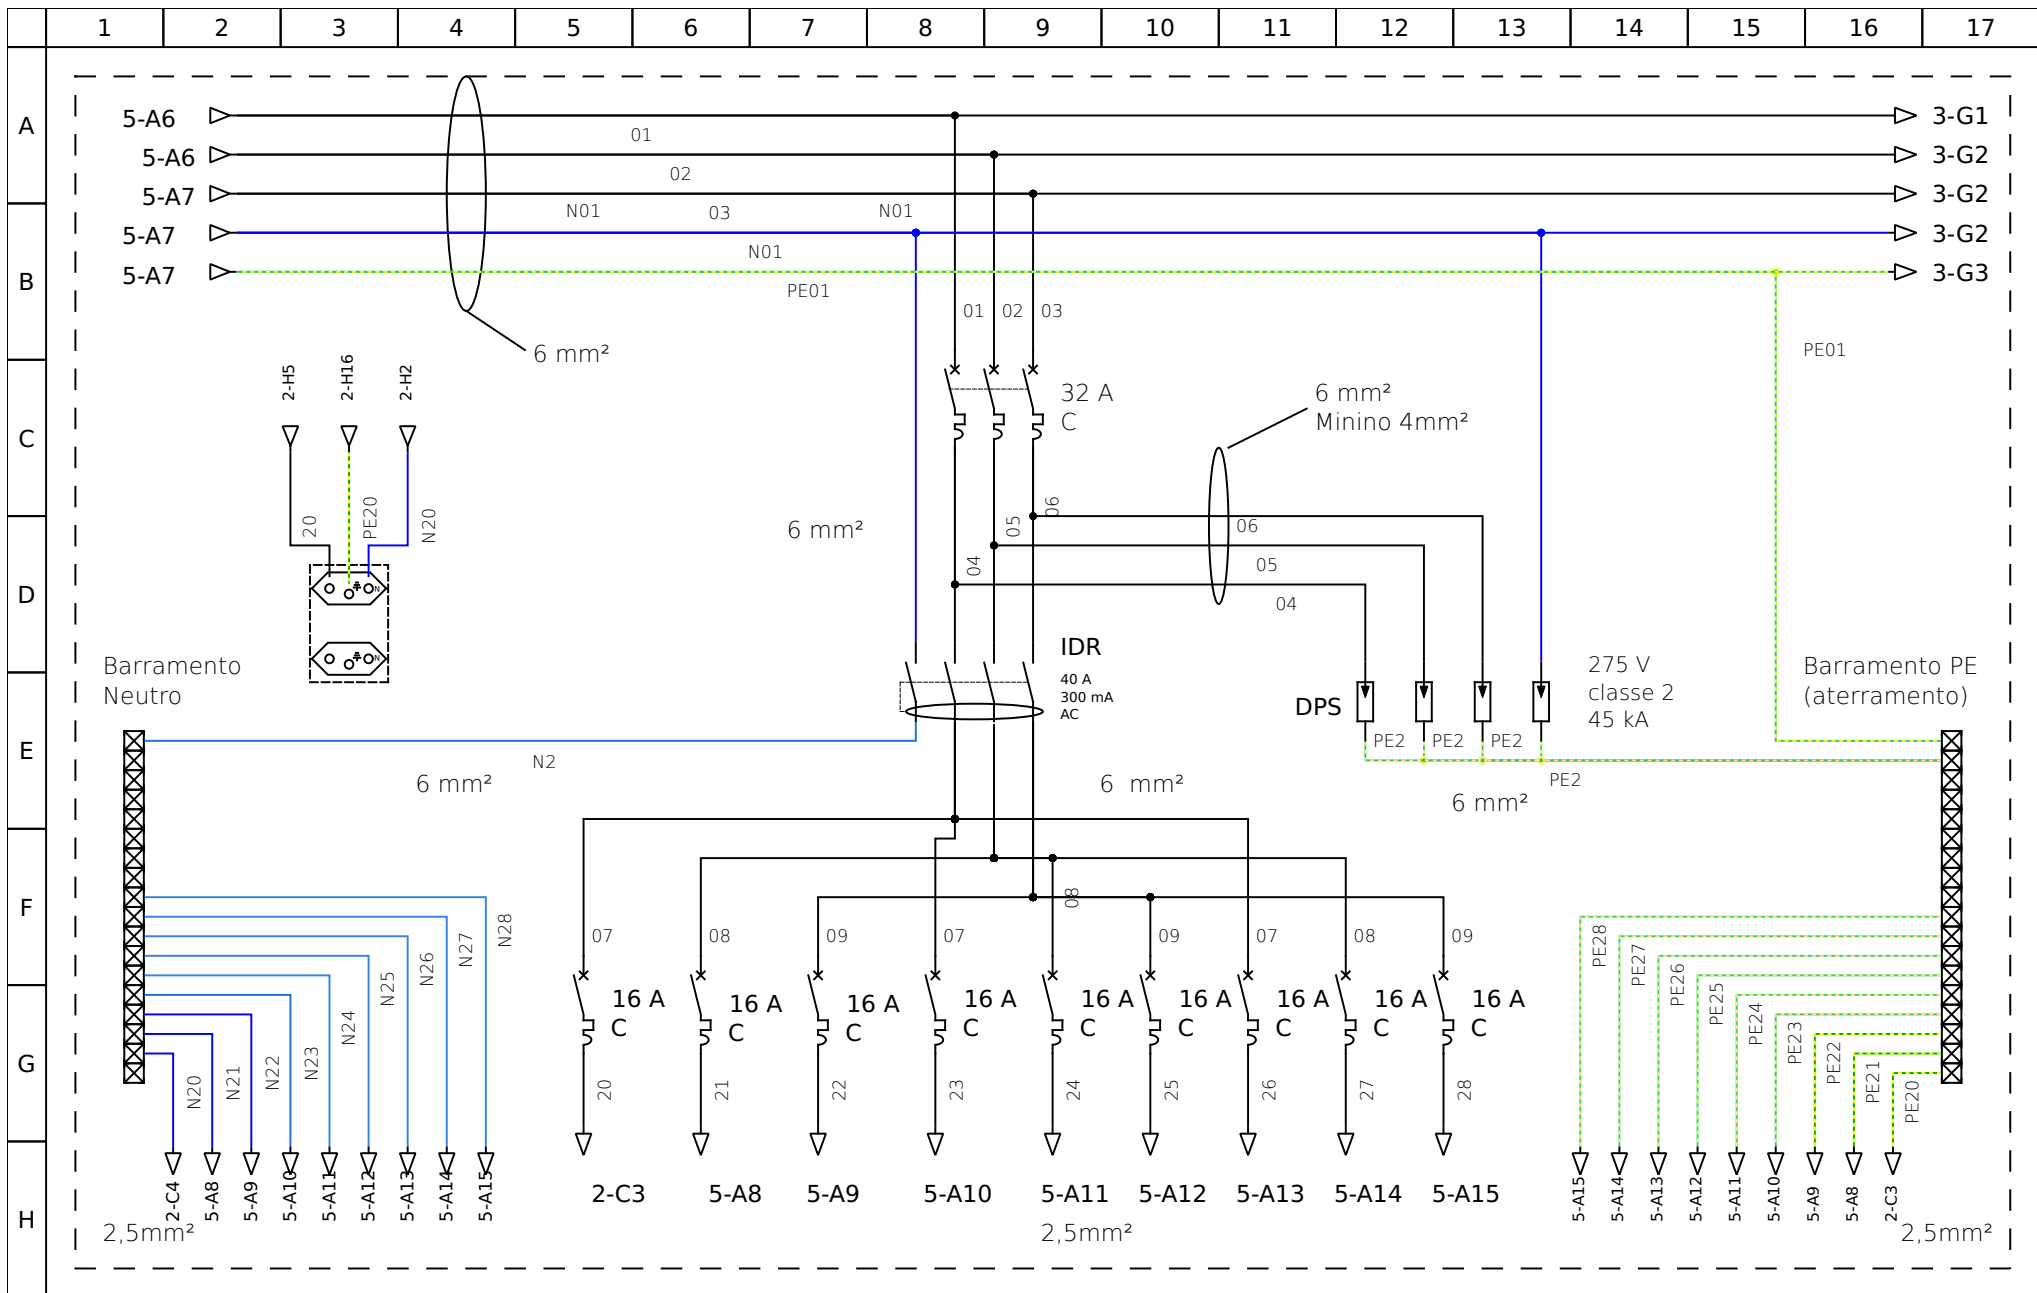 1 2 3 4 5 6 7 8 9 10 11 12 13 14 15 16 17
A
5-A6
3-G1
01
5-A6
3-G2
02
5-A7
3-G2
N01
03
N01
5-A7
3-G2
N01
B
5-A7
3-G3
PE01
01
02
03
6 mm²
PE01
2-H5
2-H16
2-H2
32 A
C
6 mm²
Minino 4mm²
C
20
PE20
N20
6 mm²
04
05
06
06
05
04
D
N
N
Barramento
Neutro
IDR
40 A
300 mA
AC
DPS
275 V
classe 2
45 kA
Barramento PE
(aterramento)
E
N2
PE2
PE2
PE2
PE2
6 mm²
6 mm²
6 mm²
F
08
N28
N27
N26
N25
N24
N23
N22
N21
N20
07
08
09
07
09
07
08
09
PE28
PE27
PE26
PE25
PE24
PE23
PE22
PE21
PE20
G
16 A
C
16 A
C
16 A
C
16 A
C
16 A
C
16 A
C
16 A
C
16 A
C
16 A
C
20
21
22
23
24
25
26
27
28
H
2-C4
5-A8
5-A9
5-A10
5-A11
5-A12
5-A13
5-A14
5-A15
2-C3
5-A8
5-A9
5-A10
5-A11
5-A12
5-A13
5-A14
5-A15
5-A15
5-A14
5-A13
5-A12
5-A11
5-A10
5-A9
5-A8
2-C3
2,5mm²
2,5mm²
2,5mm²